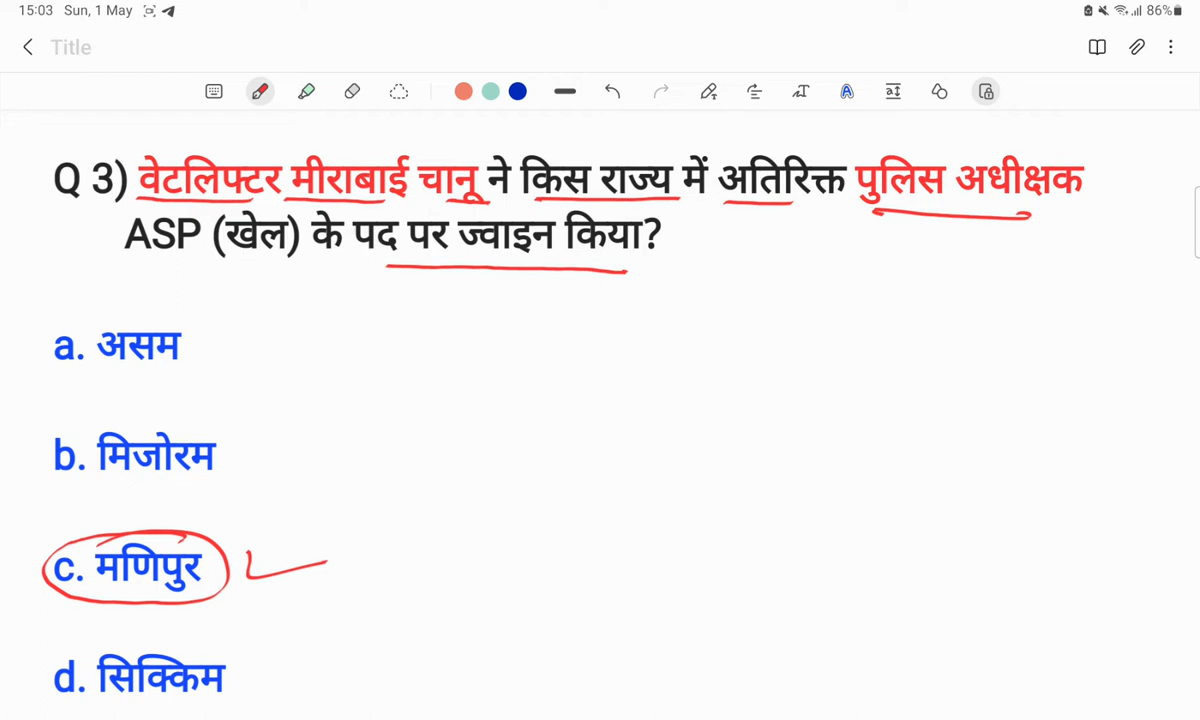 15:03 Sun, 1 May 86%
Title
Q 3) वेटलिफ्टर मीराबाई चानू ने किस राज्य में अतिरिक्त पुलिस अधीक्षक
ASP (खेल) के पद पर ज्वाइन किया?
a. असम
b. मिजोरम
c. मणिपुर
d. सिक्किम